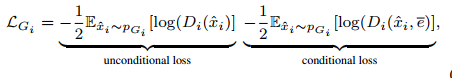 $\mathcal{L}_{G_i} = \underbrace{-\frac{1}{2}\mathbb{E}_{\hat{x}_i \sim p_{G_i}}[\log(D_i(\hat{x}_i)]}_{\text{unconditional loss}} \underbrace{-\frac{1}{2}\mathbb{E}_{\hat{x}_i \sim p_{G_i}}[\log(D_i(\hat{x}_i, \overline{e})]}_{\text{conditional loss}},$